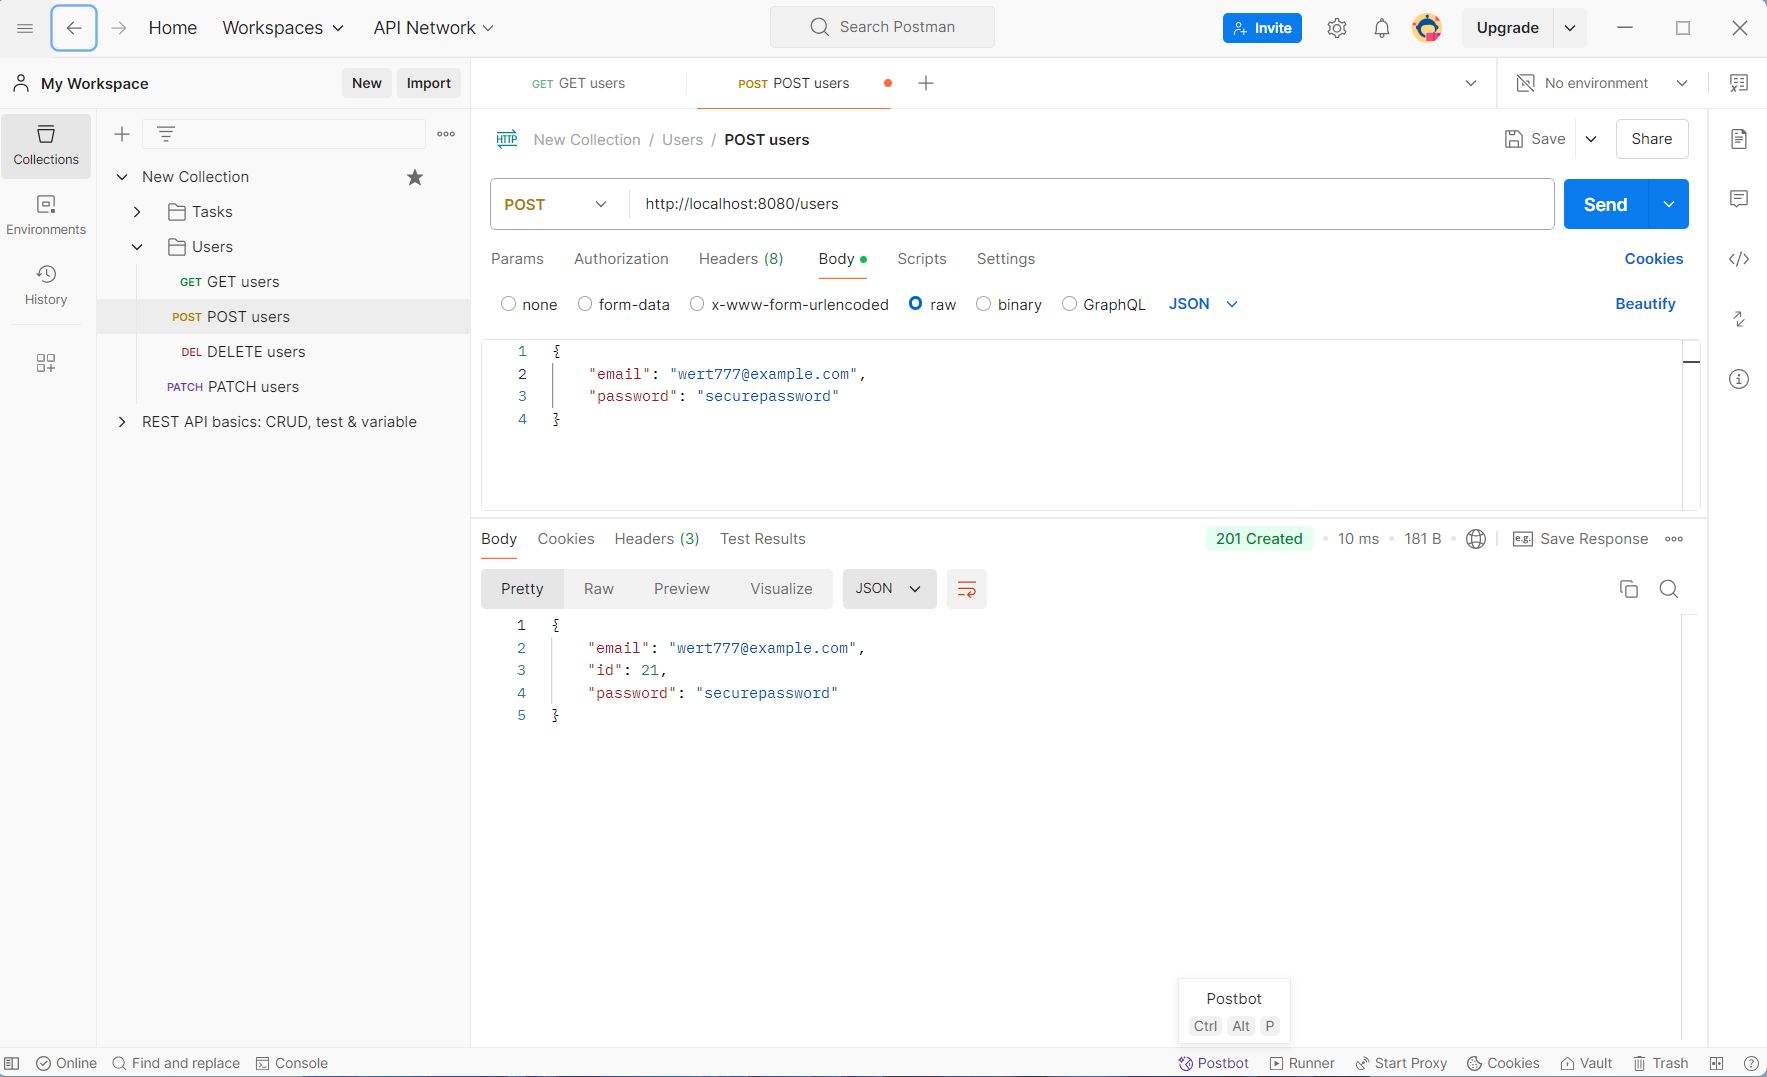 Home Workspaces API Network Search Postman Invite Upgrade
My Workspace New Import GET GET users POST POST users No environment
Collections
Environments
History
New Collection
Tasks
Users
GET GET users
POST POST users
DEL DELETE users
PATCH PATCH users
REST API basics: CRUD, test & variable
HTTP New Collection / Users / POST users Save Share
POST http://localhost:8080/users Send
Params Authorization Headers (8) Body Scripts Settings Cookies
none form-data x-www-form-urlencoded raw binary GraphQL JSON Beautify
1 {
2 "email": "wert777@example.com",
3 "password": "securepassword"
4 }
Body Cookies Headers (3) Test Results 201 Created 10 ms 181 B e.g. Save Response
Pretty Raw Preview Visualize JSON
1 {
2 "email": "wert777@example.com",
3 "id": 21,
4 "password": "securepassword"
5 }
Postbot
Ctrl Alt P
Online Find and replace Console Postbot Runner Start Proxy Cookies Vault Trash